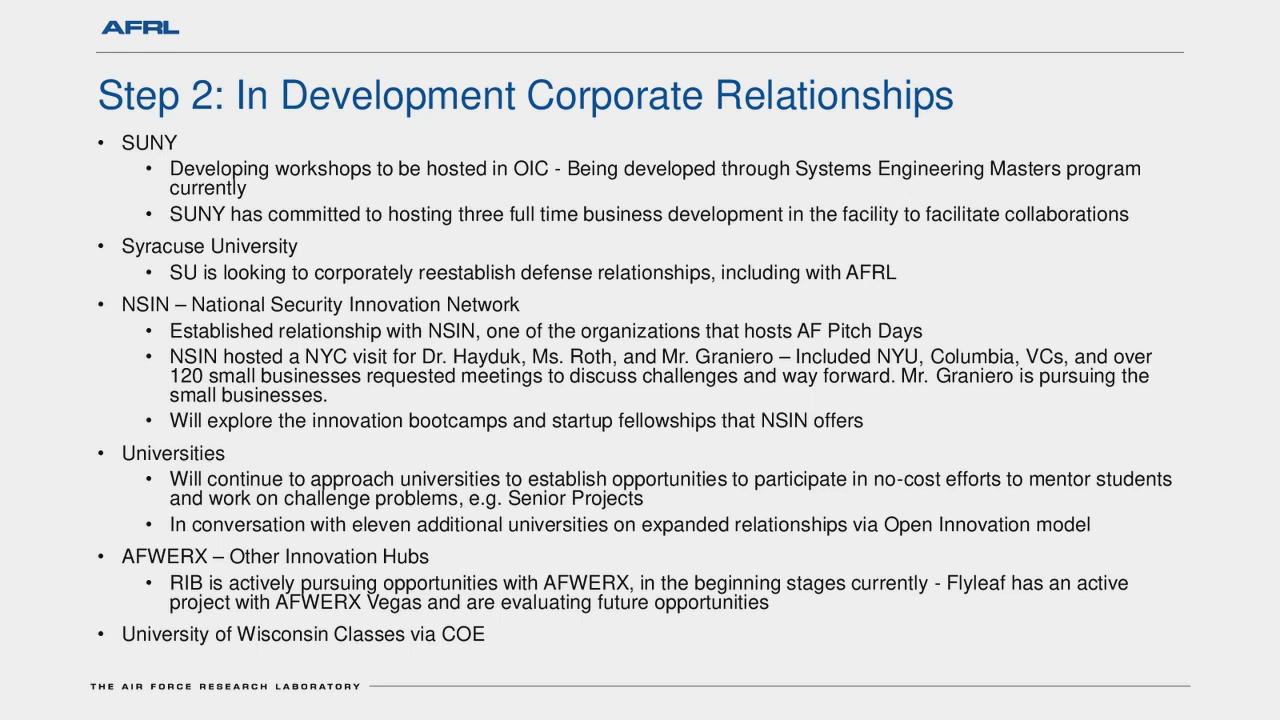 AFRL
Step 2: In Development Corporate Relationships
• SUNY
• Developing workshops to be hosted in OIC - Being developed through Systems Engineering Masters program
currently
• SUNY has committed to hosting three full time business development in the facility to facilitate collaborations
• Syracuse University
• SU is looking to corporately reestablish defense relationships, including with AFRL
• NSIN – National Security Innovation Network
• Established relationship with NSIN, one of the organizations that hosts AF Pitch Days
• NSIN hosted a NYC visit for Dr. Hayduk, Ms. Roth, and Mr. Graniero – Included NYU, Columbia, VCs, and over
120 small businesses requested meetings to discuss challenges and way forward. Mr. Graniero is pursuing the
small businesses.
• Will explore the innovation bootcamps and startup fellowships that NSIN offers
• Universities
• Will continue to approach universities to establish opportunities to participate in no-cost efforts to mentor students
and work on challenge problems, e.g. Senior Projects
• In conversation with eleven additional universities on expanded relationships via Open Innovation model
• AFWERX – Other Innovation Hubs
• RIB is actively pursuing opportunities with AFWERX, in the beginning stages currently - Flyleaf has an active
project with AFWERX Vegas and are evaluating future opportunities
• University of Wisconsin Classes via COE
THE AIR FORCE RESEARCH LABORATORY